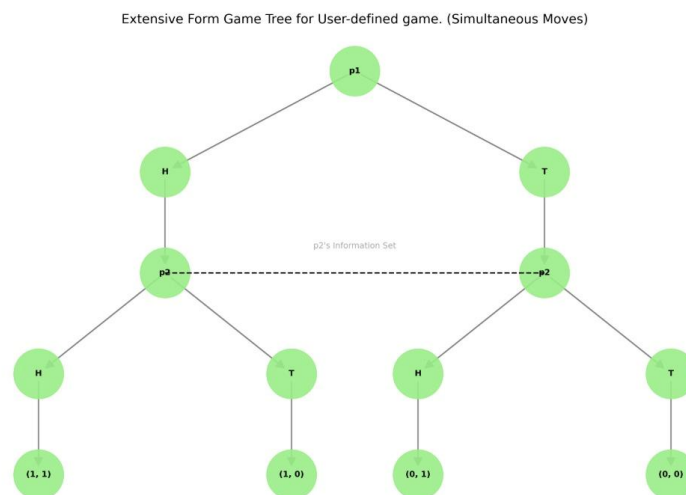 Extensive Form Game Tree for User-defined game. (Simultaneous Moves)
p1
H
T
p2's Information Set
p2
p2
H
T
H
T
(1, 1)
(1, 0)
(0, 1)
(0, 0)